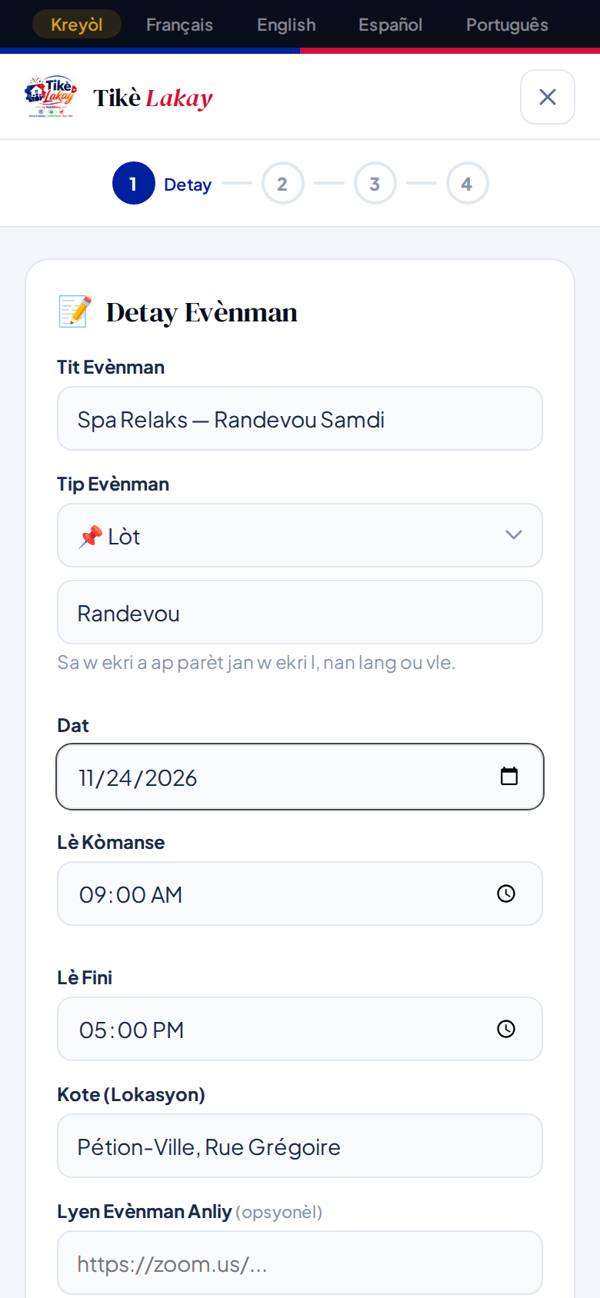 Kreyòl Français English Español Português
Tikè Lakay
Tikè Lakay
1 Detay 2 3 4
📝 Detay Evènman
Tit Evènman
Spa Relaks — Randevou Samdi
Tip Evènman
📌 Lòt
Randevou
Sa w ekri a ap parèt jan w ekri l, nan lang ou vle.
Dat
11/24/2026
Lè Kòmanse
09:00 AM
Lè Fini
05:00 PM
Kote (Lokasyon)
Pétion-Ville, Rue Grégoire
Lyen Evènman Anliy (opsyonèl)
https://zoom.us/...